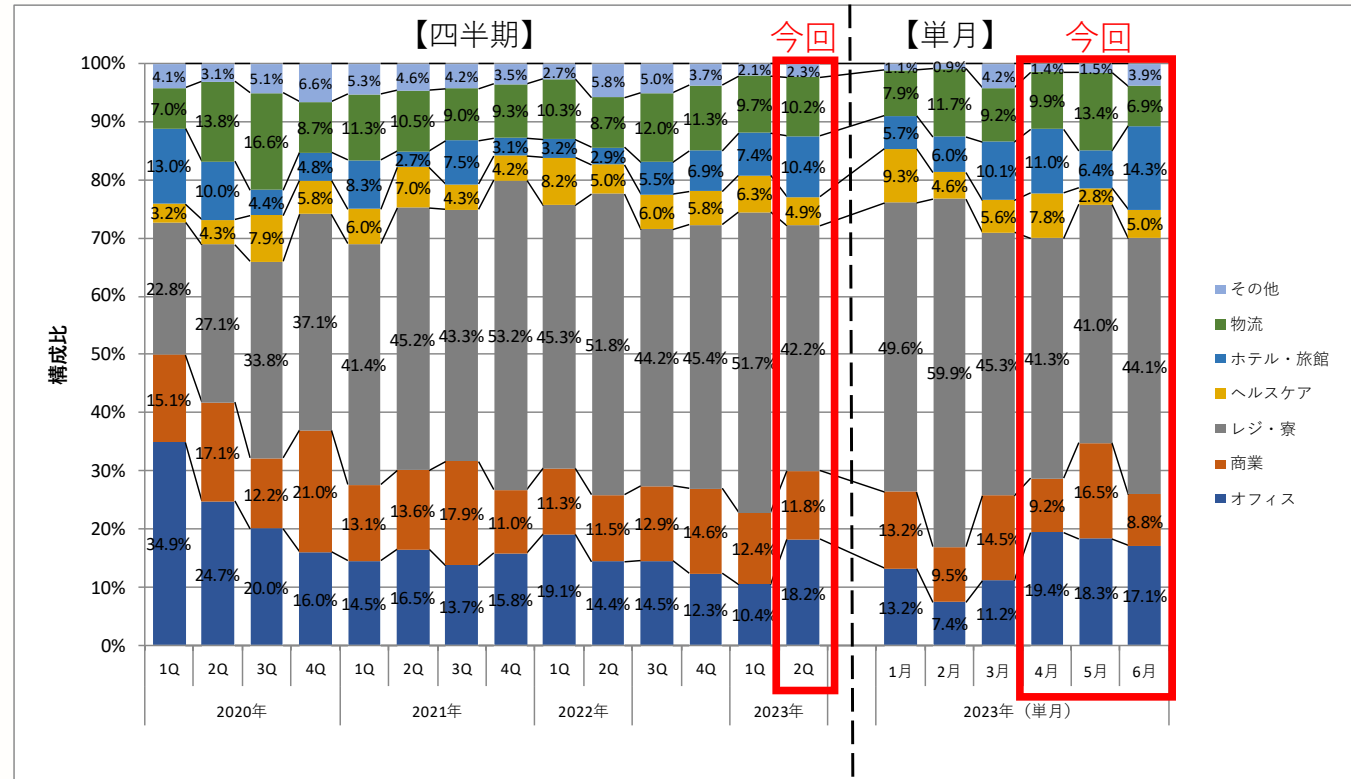 【四半期】 今回 【単月】 今回
構成比
100%
90%
80%
70%
60%
50%
40%
30%
20%
10%
0%
4.1% 3.1% 5.1% 6.6% 5.3% 4.6% 4.2% 3.5% 2.7% 5.8% 5.0% 3.7% 2.1% 2.3% 1.1% 0.9% 4.2% 1.4% 1.5% 3.9%
7.0% 13.8% 16.6% 8.7% 11.3% 10.5% 9.0% 9.3% 10.3% 8.7% 12.0% 11.3% 9.7% 10.2% 7.9% 11.7% 9.2% 9.9% 13.4% 6.9%
13.0% 10.0% 4.4% 4.8% 8.3% 2.7% 7.5% 3.1% 3.2% 2.9% 5.5% 6.9% 7.4% 10.4% 5.7% 6.0% 10.1% 11.0% 6.4% 14.3%
3.2% 4.3% 7.9% 5.8% 6.0% 7.0% 4.3% 4.2% 8.2% 5.0% 6.0% 5.8% 6.3% 4.9% 9.3% 4.6% 5.6% 7.8% 2.8% 5.0%
22.8% 27.1% 33.8% 37.1% 41.4% 45.2% 43.3% 53.2% 45.3% 51.8% 44.2% 45.4% 51.7% 42.2% 49.6% 59.9% 45.3% 41.3% 41.0% 44.1%
15.1% 17.1% 12.2% 21.0% 13.1% 13.6% 17.9% 11.0% 11.3% 11.5% 12.9% 14.6% 12.4% 11.8% 13.2% 9.5% 14.5% 9.2% 16.5% 8.8%
34.9% 24.7% 20.0% 16.0% 14.5% 16.5% 13.7% 15.8% 19.1% 14.4% 14.5% 12.3% 10.4% 18.2% 13.2% 7.4% 11.2% 19.4% 18.3% 17.1%
1Q 2Q 3Q 4Q 1Q 2Q 3Q 4Q 1Q 2Q 3Q 4Q 1Q 2Q 1月 2月 3月 4月 5月 6月
2020年 2021年 2022年 2023年 2023年（単月）
その他
物流
ホテル・旅館
ヘルスケア
レジ・寮
商業
オフィス